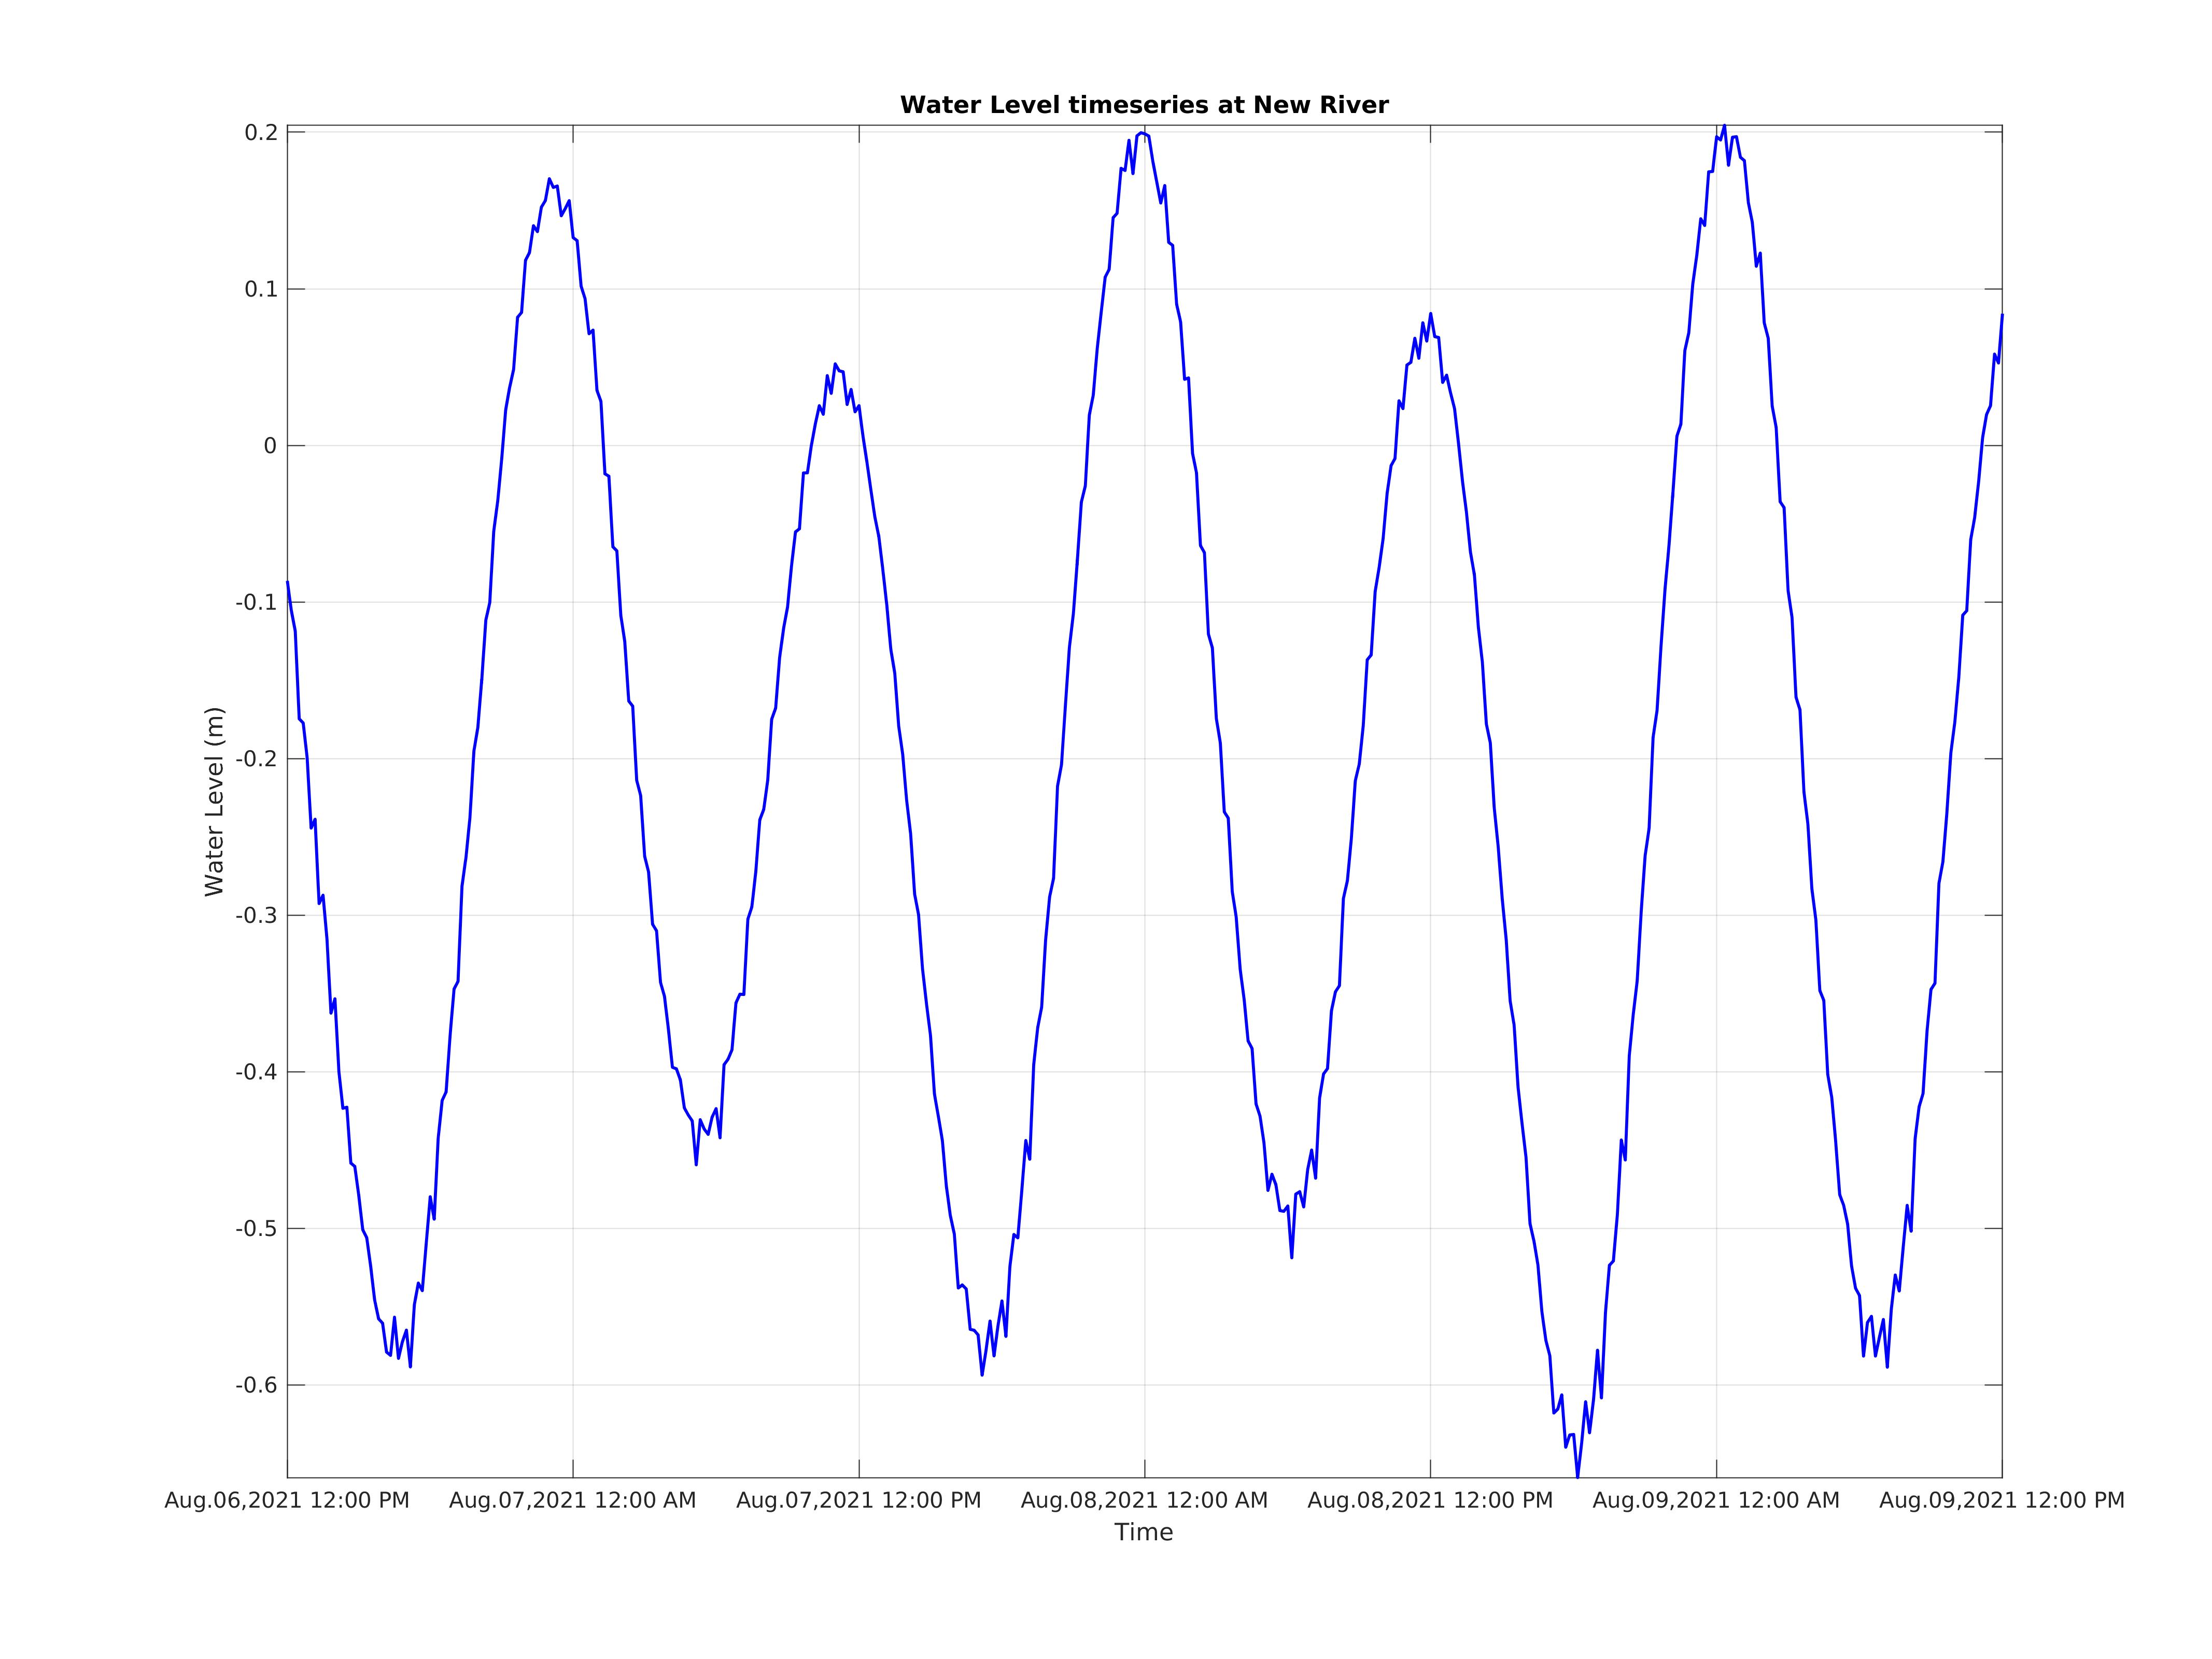 Water Level timeseries at New River
0.2
0.1
0
-0.1
-0.2
-0.3
-0.4
-0.5
-0.6
Water Level (m)
Aug.06,2021 12:00 PM Aug.07,2021 12:00 AM Aug.07,2021 12:00 PM Aug.08,2021 12:00 AM Aug.08,2021 12:00 PM Aug.09,2021 12:00 AM Aug.09,2021 12:00 PM
Time